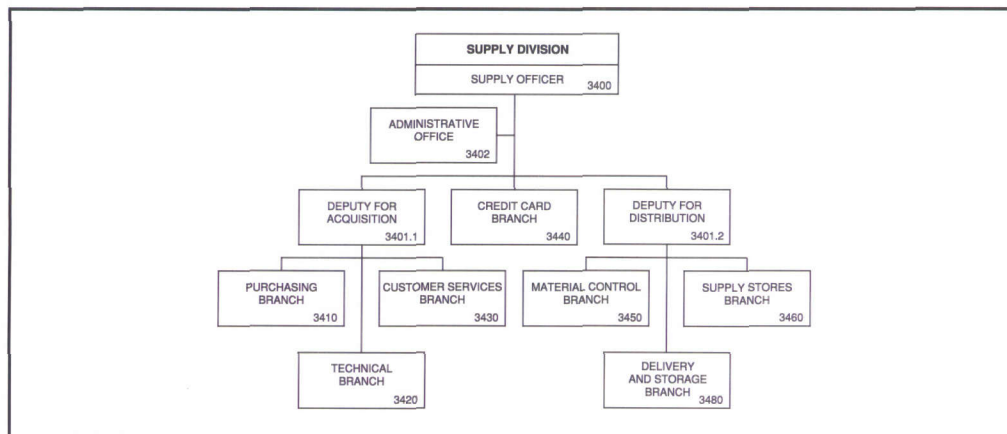 SUPPLY DIVISION
SUPPLY OFFICER
3400
ADMINISTRATIVE
OFFICE
3402
DEPUTY FOR
ACQUISITION
3401.1
CREDIT CARD
BRANCH
3440
DEPUTY FOR
DISTRIBUTION
3401.2
PURCHASING
BRANCH
3410
CUSTOMER SERVICES
BRANCH
3430
MATERIAL CONTROL
BRANCH
3450
SUPPLY STORES
BRANCH
3460
TECHNICAL
BRANCH
3420
DELIVERY
AND STORAGE
BRANCH
3480